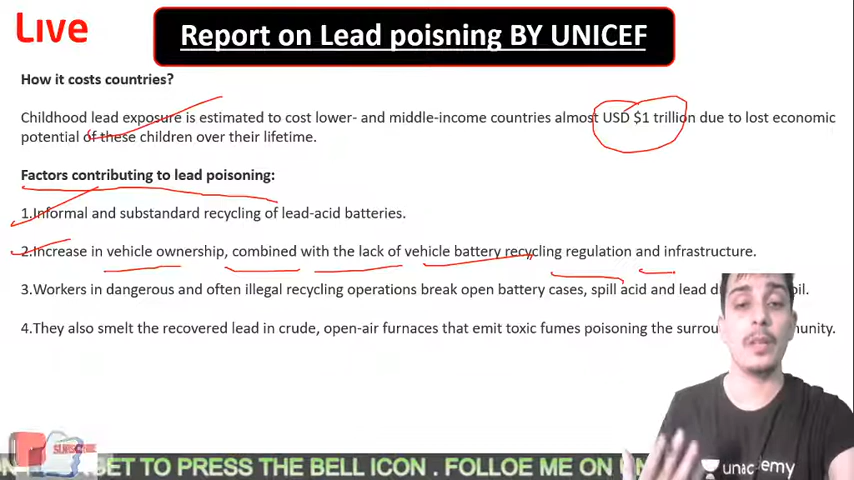 Live
Report on Lead poisning BY UNICEF
How it costs countries?
Childhood lead exposure is estimated to cost lower- and middle-income countries almost USD $1 trillion due to lost economic
potential of these children over their lifetime.
Factors contributing to lead poisoning:
1.Informal and substandard recycling of lead-acid batteries.
2.Increase in vehicle ownership, combined with the lack of vehicle battery recycling regulation and infrastructure.
3.Workers in dangerous and often illegal recycling operations break open battery cases, spill acid and lead
4.They also smelt the recovered lead in crude, open-air furnaces that emit toxic fumes poisoning the
unacademy
SUBSCRIBE
TO PRESS THE BELL ICON . FOLLOE ME ON